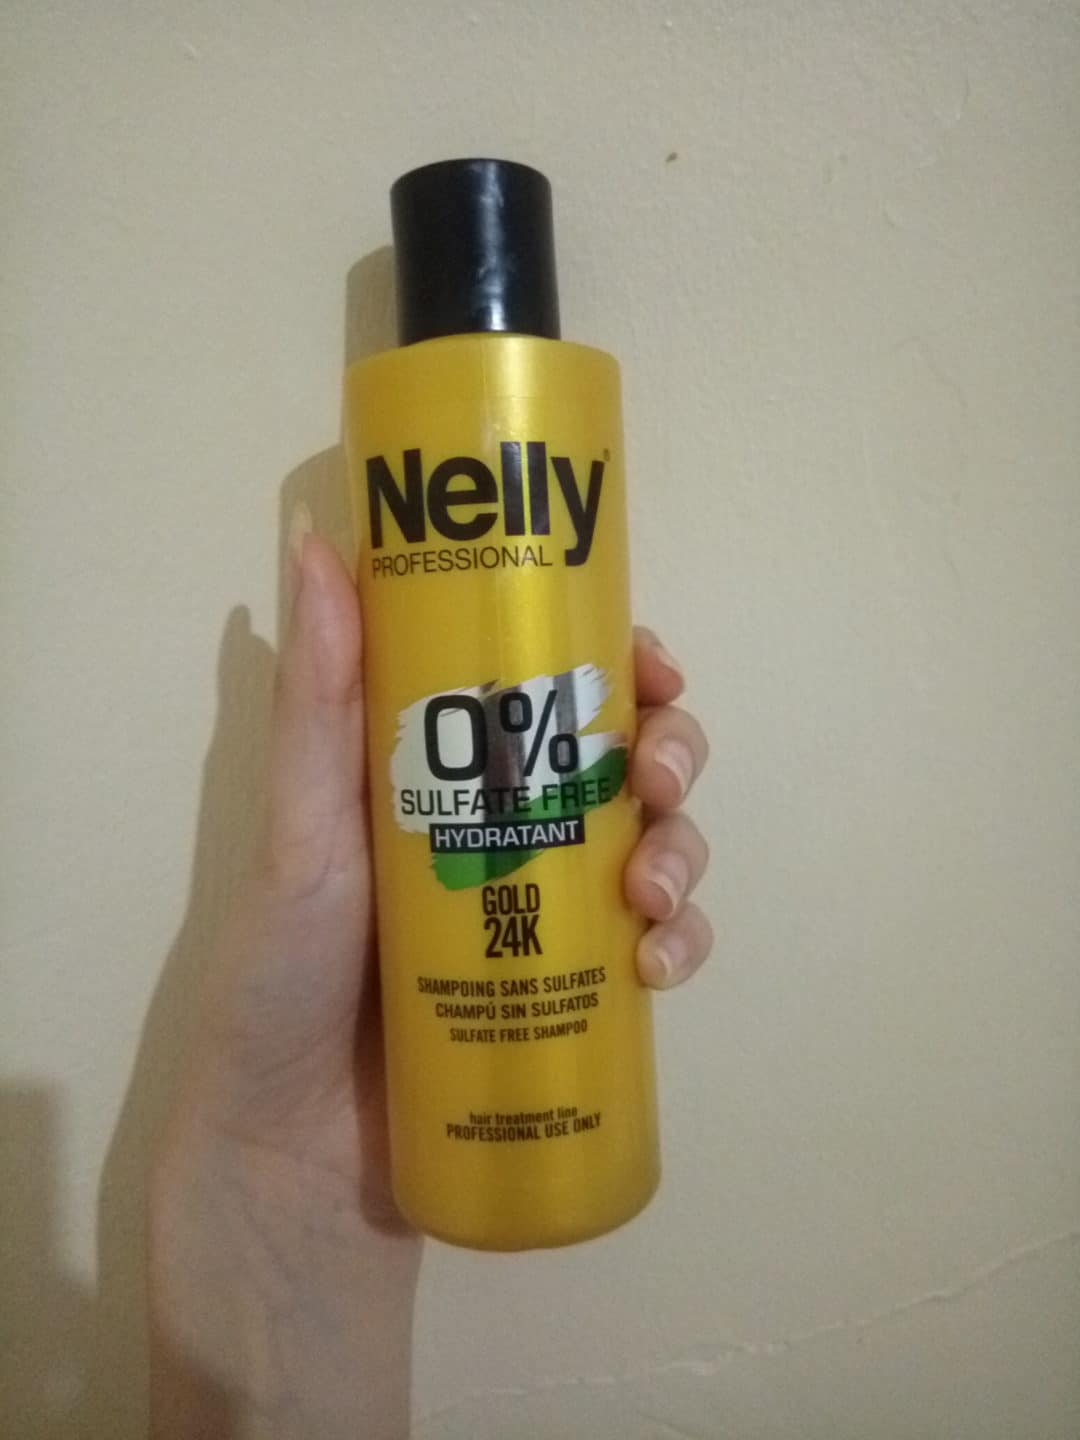 Nelly®
PROFESSIONAL
0%
SULFATE FREE
HYDRATANT
GOLD
24K
SHAMPOING SANS SULFATES
CHAMPÚ SIN SULFATOS
SULFATE FREE SHAMPOO
hair treatment line
PROFESSIONAL USE ONLY